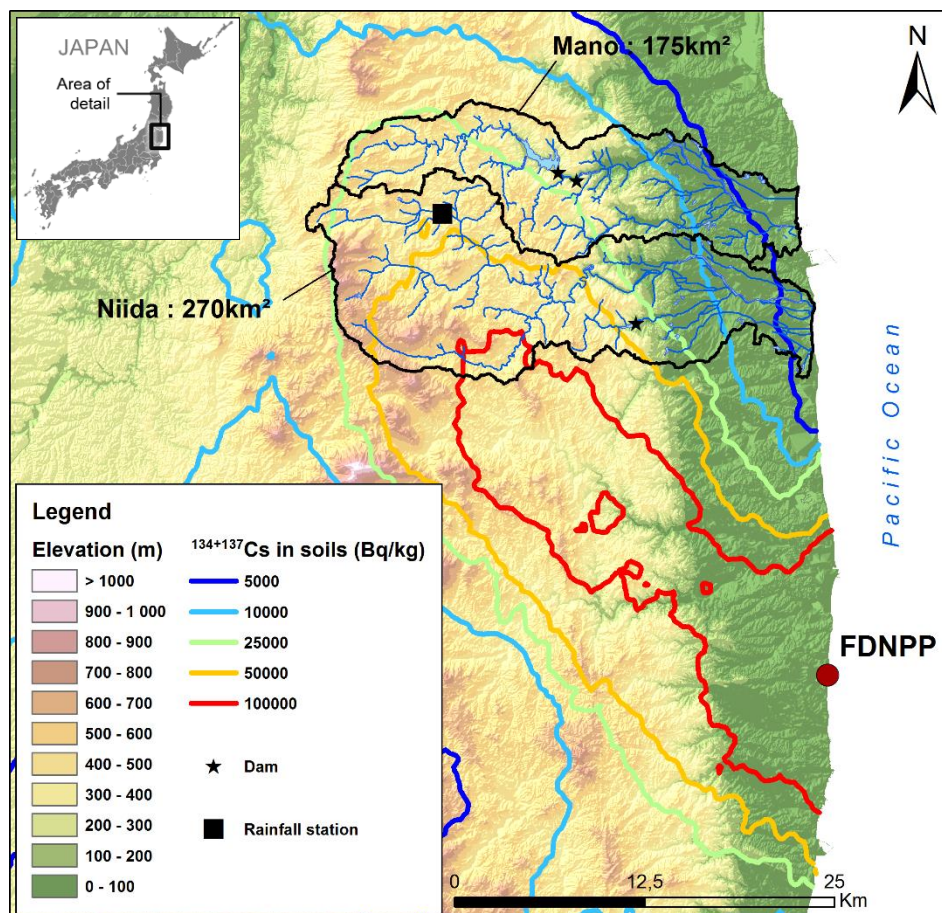 JAPAN
Area of
detail
Mano : 175km²
N
Niida : 270km²
Pacific Ocean
FDNPP
Legend
Elevation (m)
> 1000
900 - 1 000
800 - 900
700 - 800
600 - 700
500 - 600
400 - 500
300 - 400
200 - 300
100 - 200
0 - 100
¹³⁴⁺¹³⁷Cs in soils (Bq/kg)
5000
10000
25000
50000
100000
Dam
Rainfall station
0 12,5 25
Km